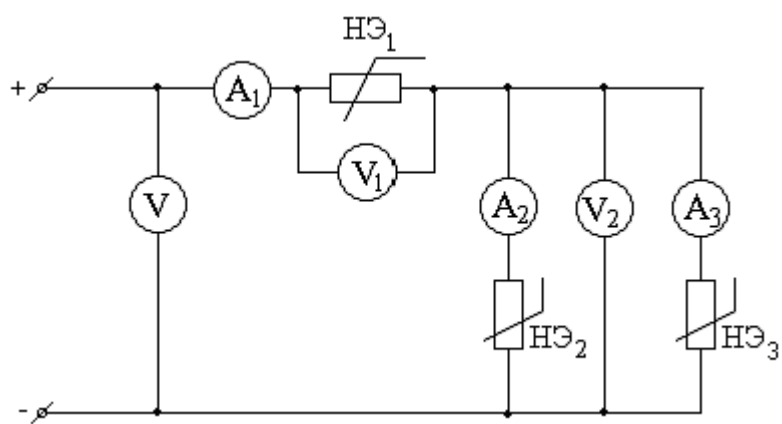 НЭ₁
+ A₁
V V₁
A₂ V₂ A₃
НЭ₂ НЭ₃
-